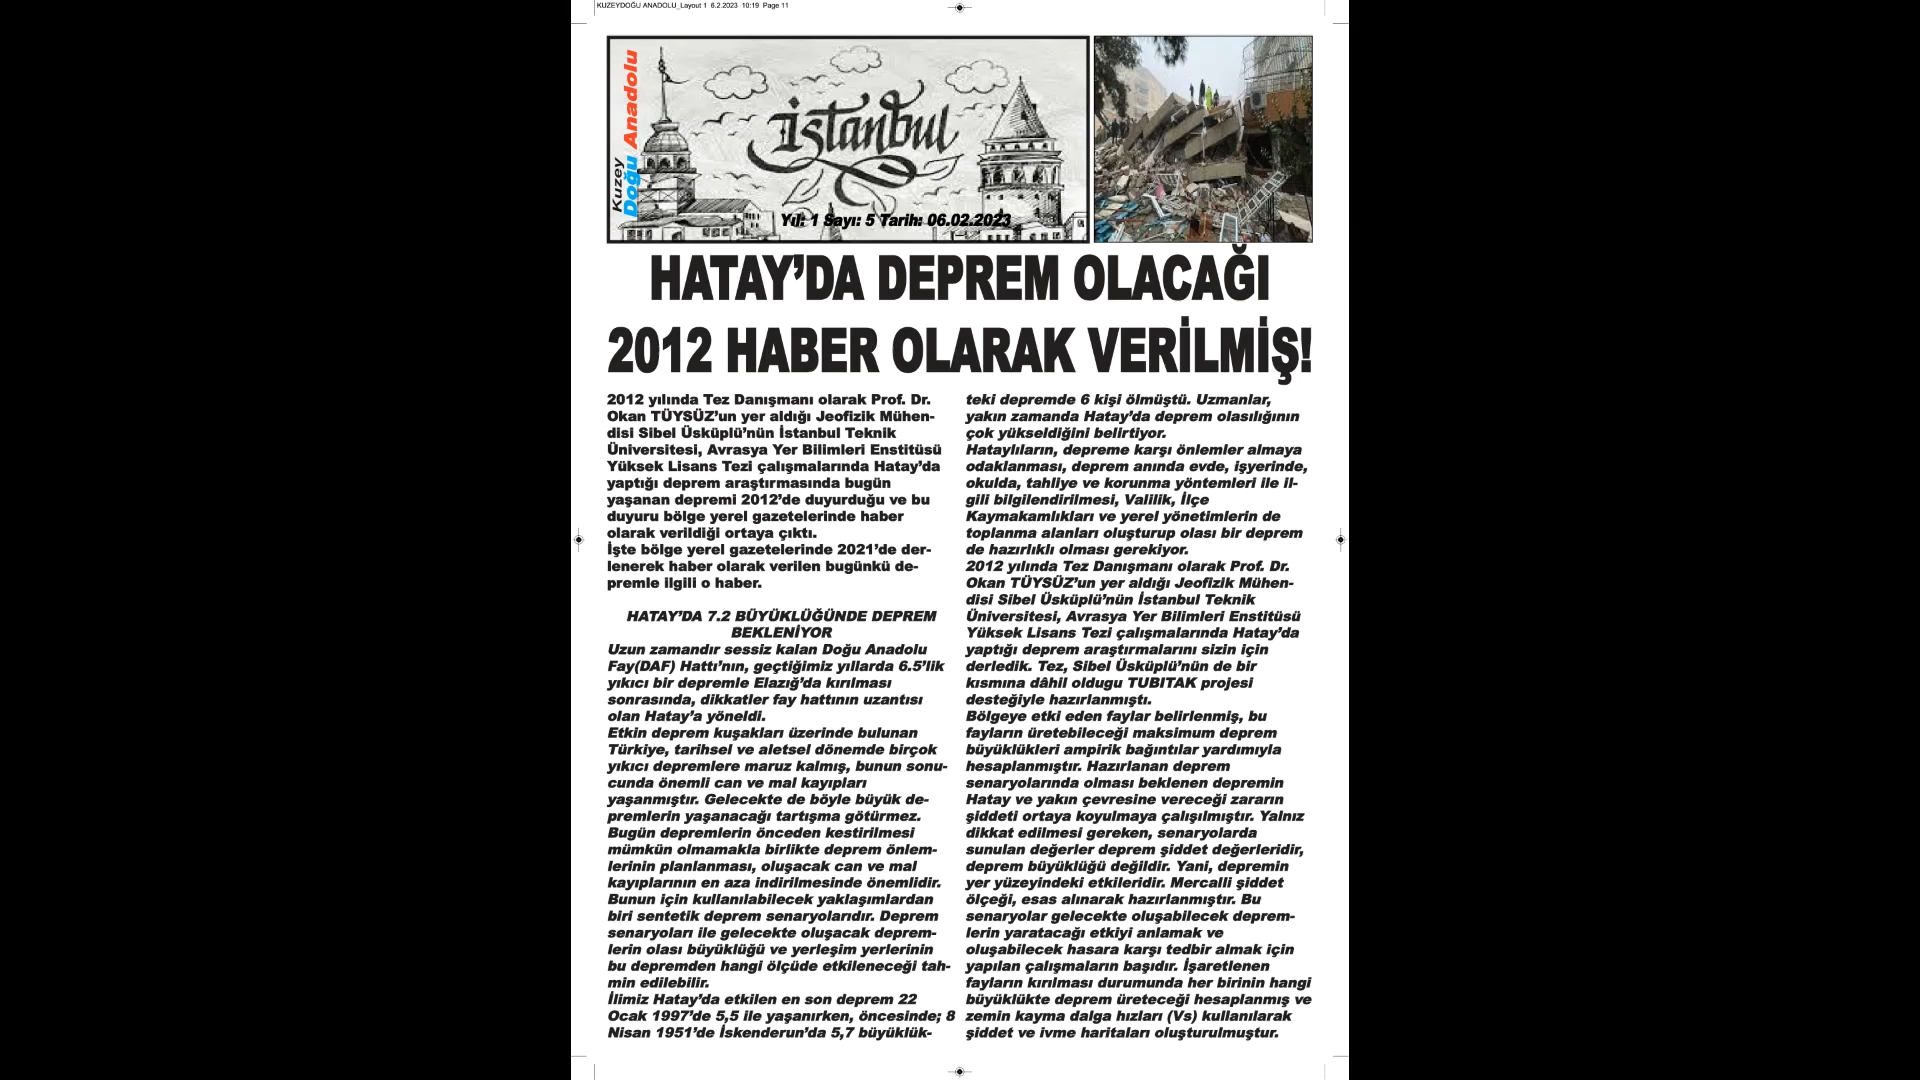 KUZEYDOĞU ANADOLU_Layout 1 6.2.2023 10:19 Page 11
Kuzey
Doğu Anadolu
İstanbul
Yıl: 1 Sayı: 5 Tarih: 06.02.2023
HATAY’DA DEPREM OLACAĞI
2012 HABER OLARAK VERİLMİŞ!
2012 yılında Tez Danışmanı olarak Prof. Dr.
Okan TÜYSÜZ’un yer aldığı Jeofizik Mühen-
disi Sibel Üsküplü’nün İstanbul Teknik
Üniversitesi, Avrasya Yer Bilimleri Enstitüsü
Yüksek Lisans Tezi çalışmalarında Hatay’da
yaptığı deprem araştırmasında bugün
yaşanan depremi 2012’de duyurduğu ve bu
duyuru bölge yerel gazetelerinde haber
olarak verildiği ortaya çıktı.
İşte bölge yerel gazetelerinde 2021’de der-
lenerek haber olarak verilen bugünkü de-
premle ilgili o haber.
HATAY’DA 7.2 BÜYÜKLÜĞÜNDE DEPREM
BEKLENİYOR
Uzun zamandır sessiz kalan Doğu Anadolu
Fay(DAF) Hattı’nın, geçtiğimiz yıllarda 6.5’lik
yıkıcı bir depremle Elazığ’da kırılması
sonrasında, dikkatler fay hattının uzantısı
olan Hatay’a yöneldi.
Etkin deprem kuşakları üzerinde bulunan
Türkiye, tarihsel ve aletsel dönemde birçok
yıkıcı depremlere maruz kalmış, bunun sonu-
cunda önemli can ve mal kayıpları
yaşanmıştır. Gelecekte de böyle büyük de-
premlerin yaşanacağı tartışma götürmez.
Bugün depremlerin önceden kestirilmesi
mümkün olmamakla birlikte deprem önlem-
lerinin planlanması, oluşacak can ve mal
kayıplarının en aza indirilmesinde önemlidir.
Bunun için kullanılabilecek yaklaşımlardan
biri sentetik deprem senaryolarıdır. Deprem
senaryoları ile gelecekte oluşacak deprem-
lerin olası büyüklüğü ve yerleşim yerlerinin
bu depremden hangi ölçüde etkileneceği tah-
min edilebilir.
İlimiz Hatay’da etkilen en son deprem 22
Ocak 1997’de 5,5 ile yaşanırken, öncesinde; 8
Nisan 1951’de İskenderun’da 5,7 büyüklük-
teki depremde 6 kişi ölmüştü. Uzmanlar,
yakın zamanda Hatay’da deprem olasılığının
çok yükseldiğini belirtiyor.
Hataylıların, depreme karşı önlemler almaya
odaklanması, deprem anında evde, işyerinde,
okulda, tahliye ve korunma yöntemleri ile il-
gili bilgilendirilmesi, Valilik, İlçe
Kaymakamlıkları ve yerel yönetimlerin de
toplanma alanları oluşturup olası bir deprem
de hazırlıklı olması gerekiyor.
2012 yılında Tez Danışmanı olarak Prof. Dr.
Okan TÜYSÜZ’un yer aldığı Jeofizik Mühen-
disi Sibel Üsküplü’nün İstanbul Teknik
Üniversitesi, Avrasya Yer Bilimleri Enstitüsü
Yüksek Lisans Tezi çalışmalarında Hatay’da
yaptığı deprem araştırmalarını sizin için
derledik. Tez, Sibel Üsküplü’nün de bir
kısmına dâhil oldugu TUBITAK projesi
desteğiyle hazırlanmıştı.
Bölgeye etki eden faylar belirlenmiş, bu
fayların üretebileceği maksimum deprem
büyüklükleri ampirik bağıntılar yardımıyla
hesaplanmıştır. Hazırlanan deprem
senaryolarında olması beklenen depremin
Hatay ve yakın çevresine vereceği zararın
şiddeti ortaya koyulmaya çalışılmıştır. Yalnız
dikkat edilmesi gereken, senaryolarda
sunulan değerler deprem şiddet değerleridir,
deprem büyüklüğü değildir. Yani, depremin
yer yüzeyindeki etkileridir. Mercalli şiddet
ölçeği, esas alınarak hazırlanmıştır. Bu
senaryolar gelecekte oluşabilecek deprem-
lerin yaratacağı etkiyi anlamak ve
oluşabilecek hasara karşı tedbir almak için
yapılan çalışmaların başıdır. İşaretlenen
fayların kırılması durumunda her birinin hangi
büyüklükte deprem üreteceği hesaplanmış ve
zemin kayma dalga hızları (Vs) kullanılarak
şiddet ve ivme haritaları oluşturulmuştur.